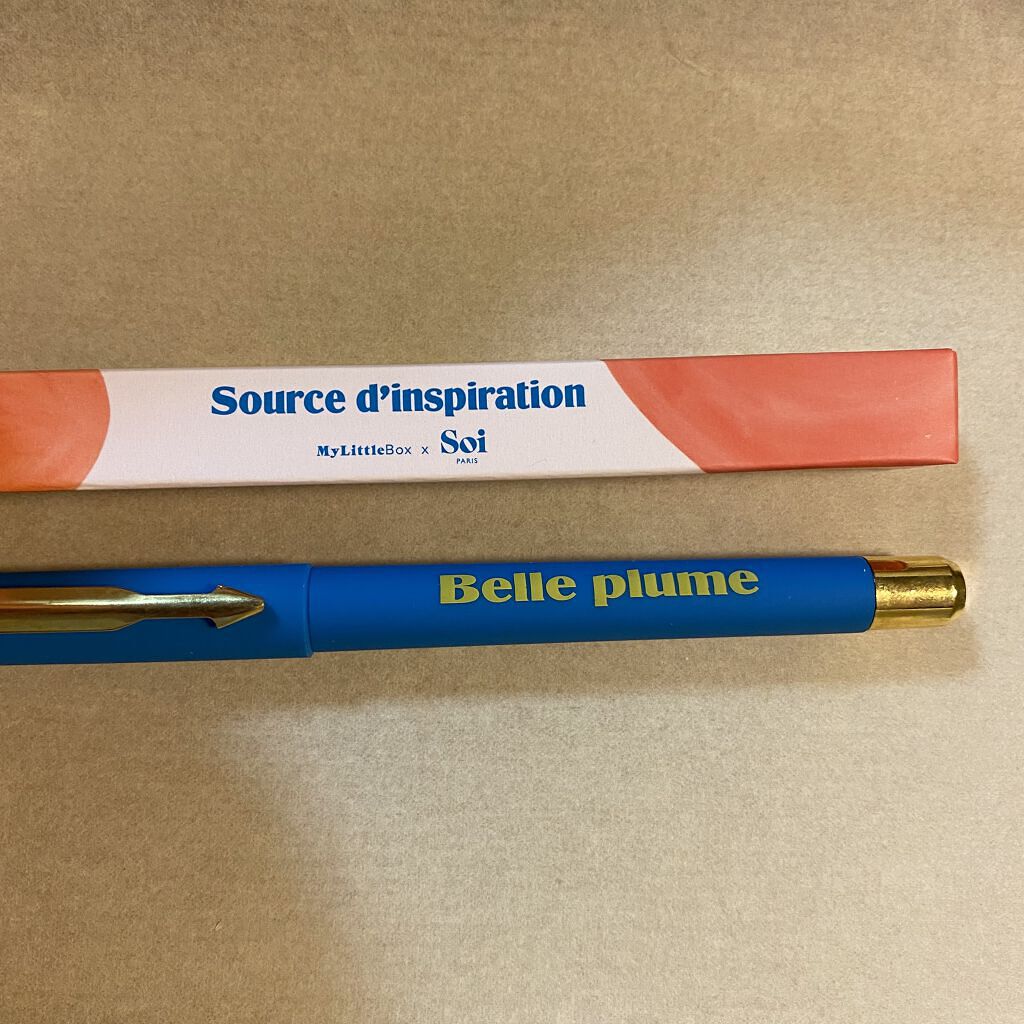 Source d'inspiration
MyLittleBox x Soi
PARIS
Belle plume